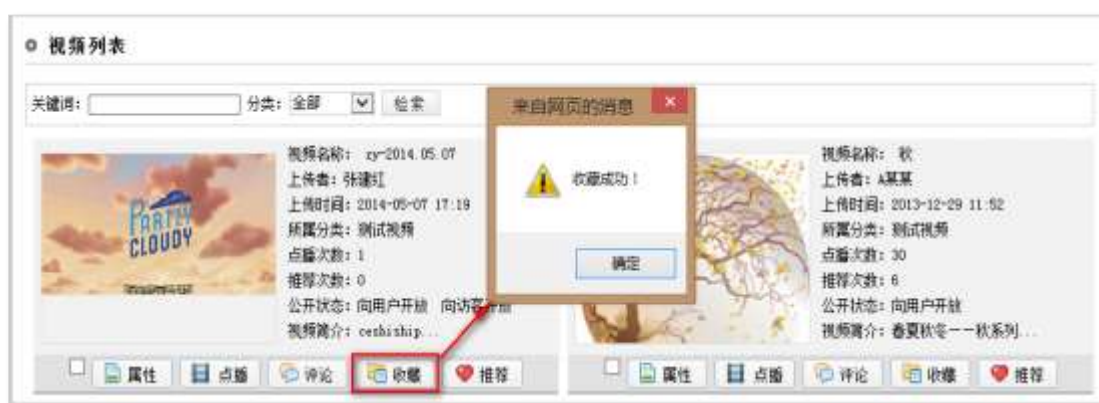 视频列表
关键词： 分类：全部 检索
来自网页的消息
收藏成功！
确定
PARTLY
CLOUDY
视频名称： zy-2014.05.07
上传者：张建红
上传时间：2014-05-07 17:19
所属分类：测试视频
点播次数：1
推荐次数：0
公开状态：向用户开放 向访客开放
视频简介：ceshiship...
属性 点播 评论 收藏 推荐
视频名称： 秋
上传者：A某某
上传时间：2013-12-29 11:52
所属分类：测试视频
点播次数：30
推荐次数：6
公开状态：向用户开放
视频简介：春夏秋冬——秋系列...
属性 点播 评论 收藏 推荐